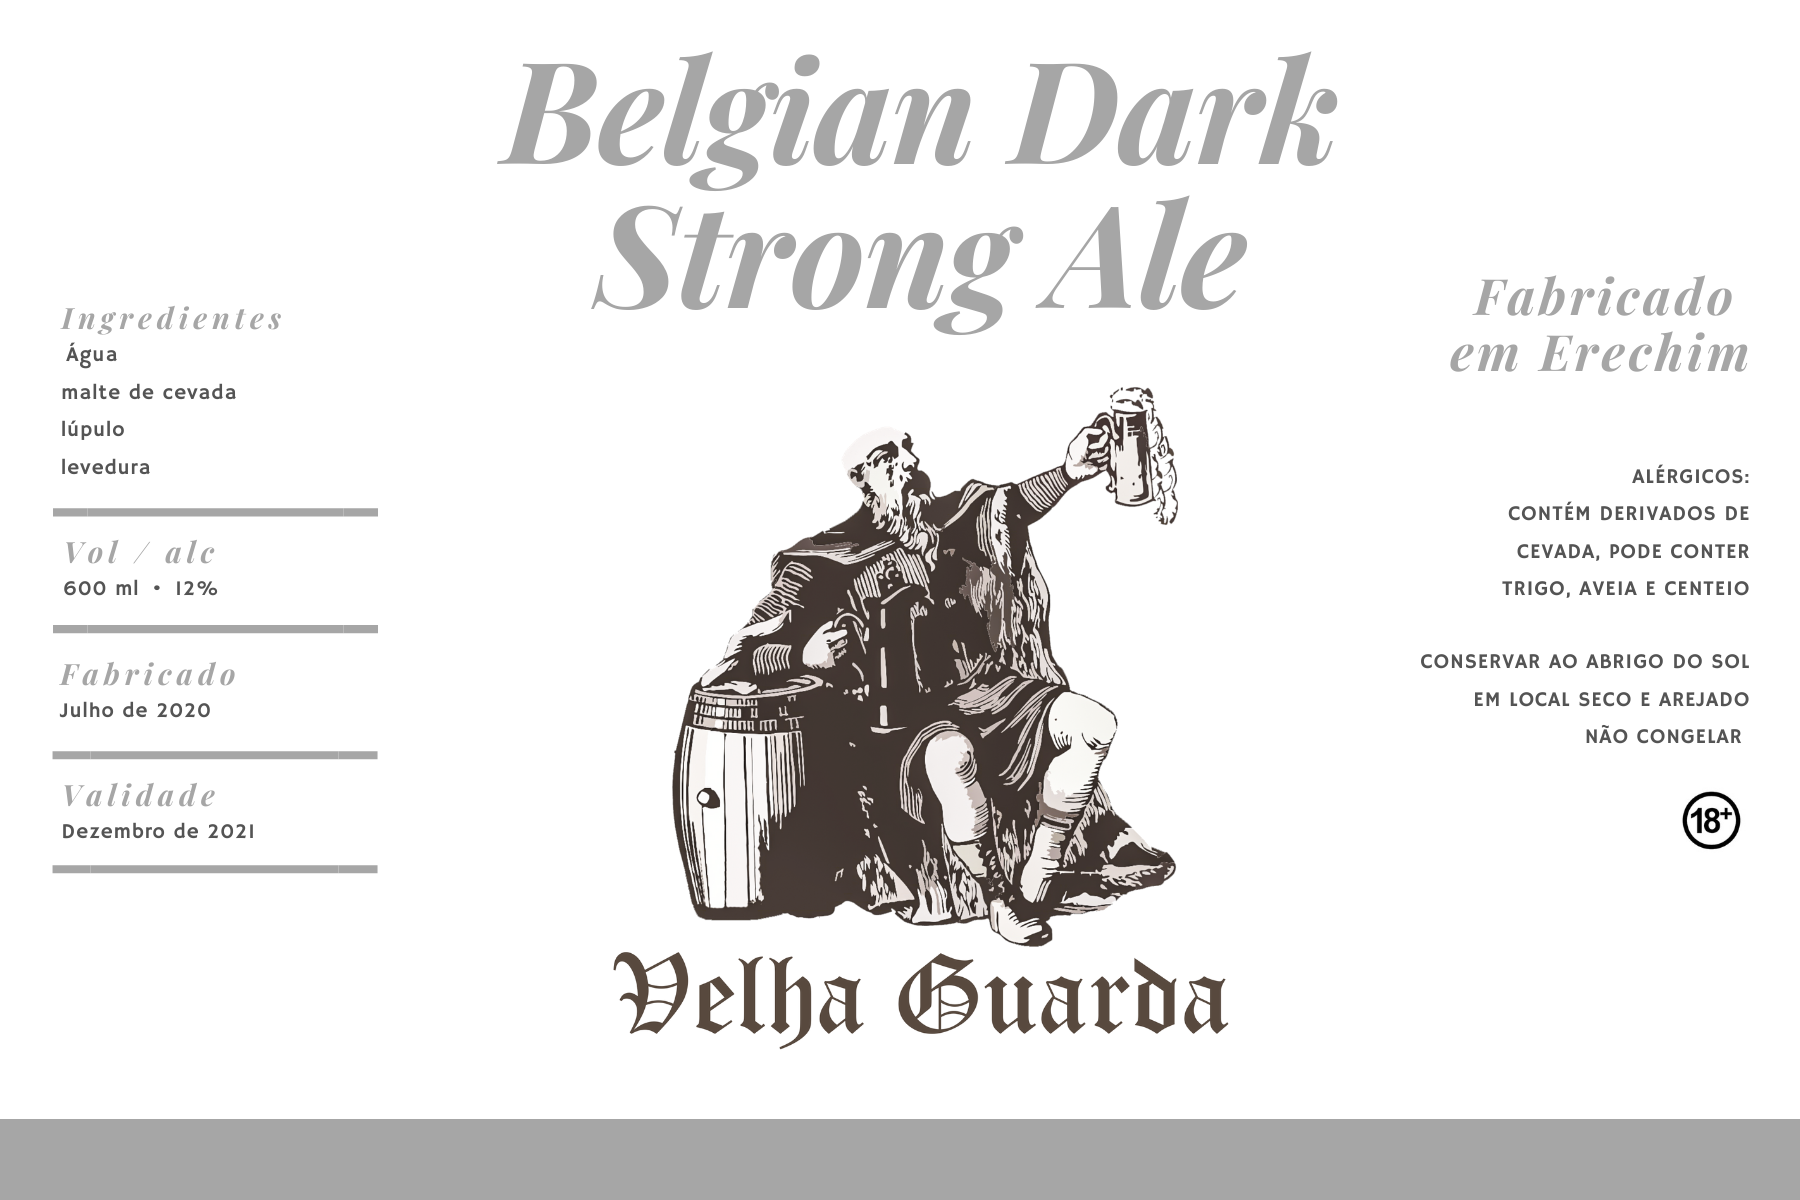 Belgian Dark
Strong Ale
Ingredientes
Água
malte de cevada
lúpulo
levedura
Vol / alc
600 ml • 12%
Fabricado
Julho de 2020
Validade
Dezembro de 2021
Velha Guarda
Fabricado
em Erechim
ALÉRGICOS:
CONTÉM DERIVADOS DE
CEVADA, PODE CONTER
TRIGO, AVEIA E CENTEIO
CONSERVAR AO ABRIGO DO SOL
EM LOCAL SECO E AREJADO
NÃO CONGELAR
18+